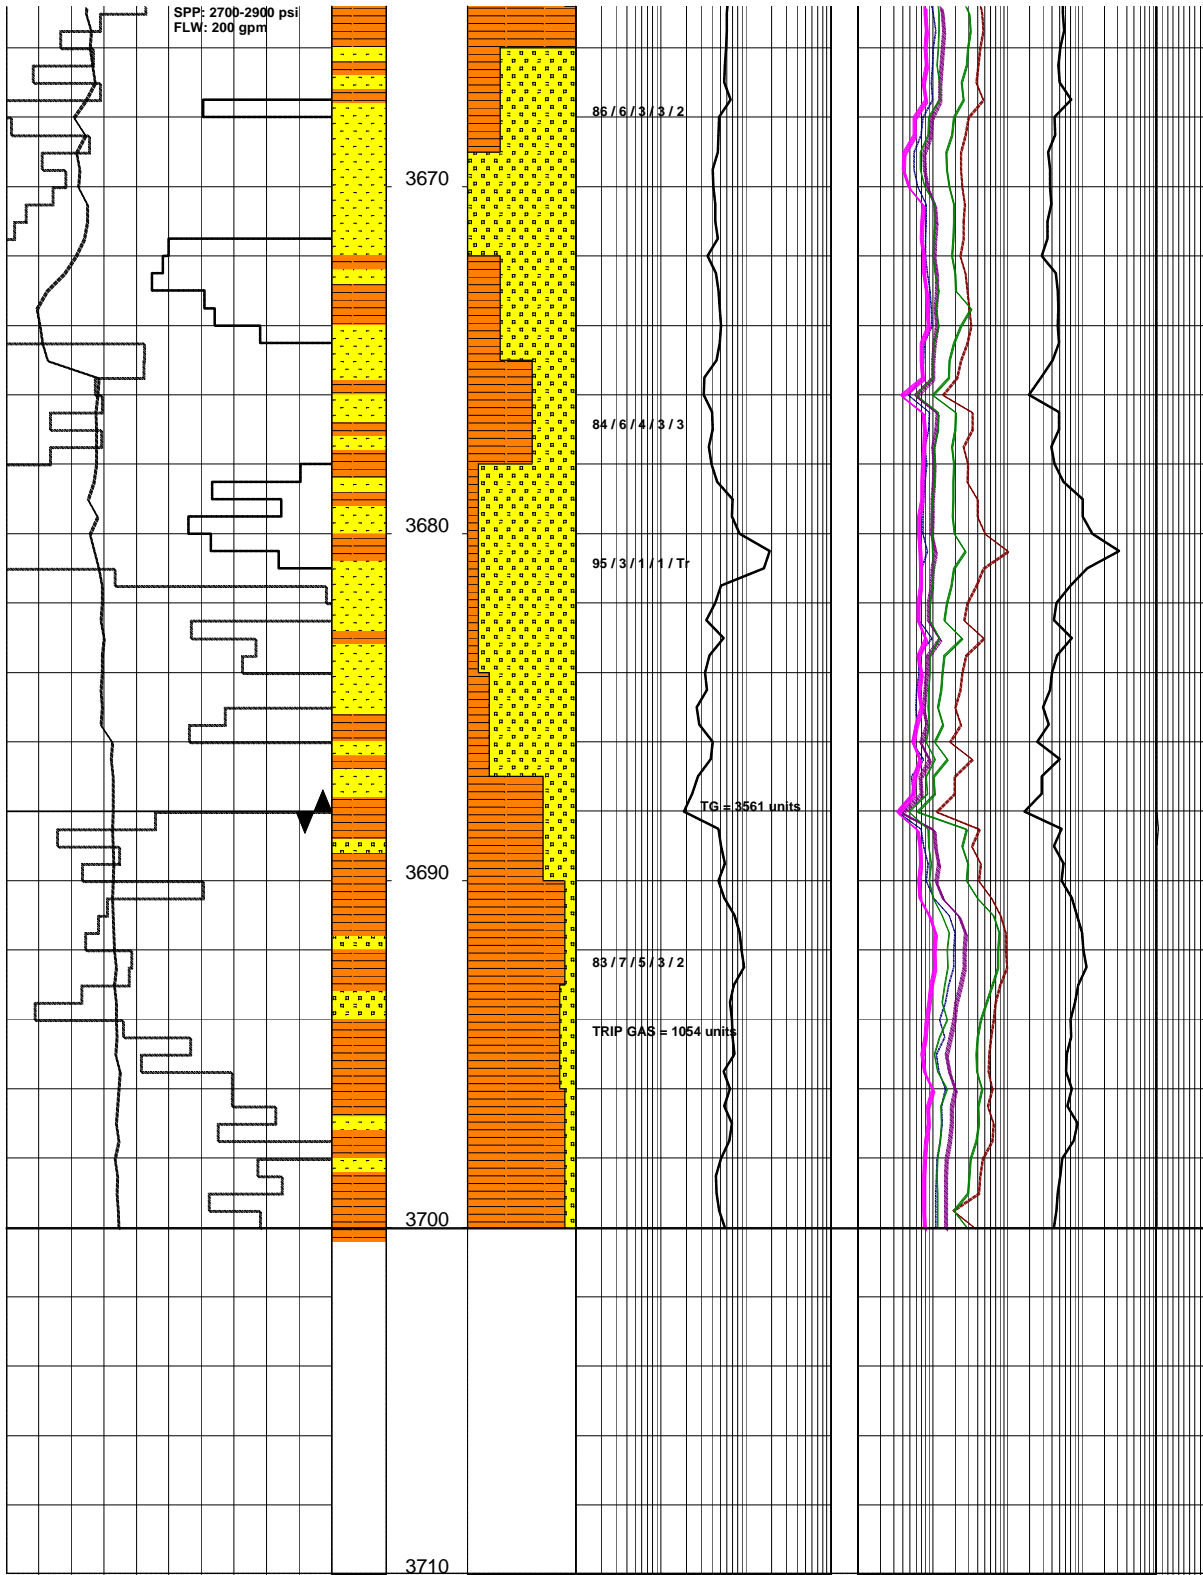 SPP: 2700-2900 psi
FLW: 200 gpm
86 / 6 / 3 / 3 / 2
3670
84 / 6 / 4 / 3 / 3
3680
95 / 3 / 1 / 1 / Tr
TG = 3561 units
3690
83 / 7 / 5 / 3 / 2
TRIP GAS = 1054 units
3700
3710